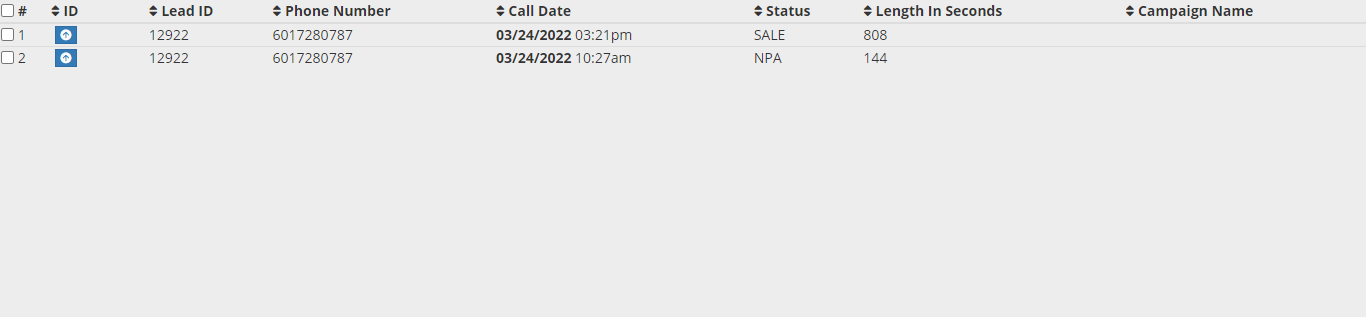 # ID Lead ID Phone Number Call Date Status Length In Seconds Campaign Name
1 12922 6017280787 03/24/2022 03:21pm SALE 808
2 12922 6017280787 03/24/2022 10:27am NPA 144